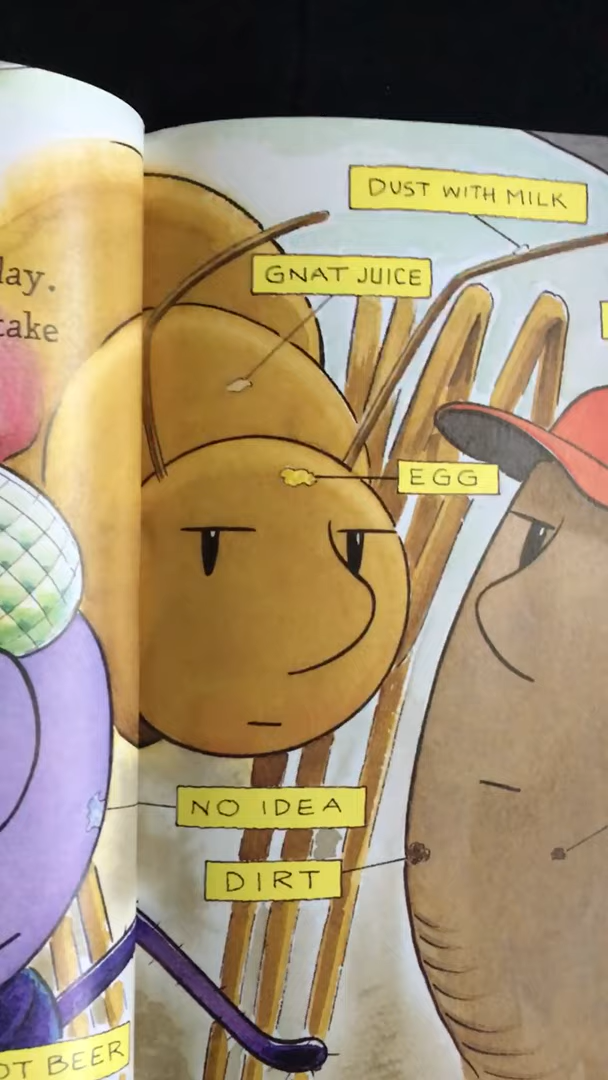 lay.
take
DUST WITH MILK
GNAT JUICE
EGG
NO IDEA
DIRT
OT BEER